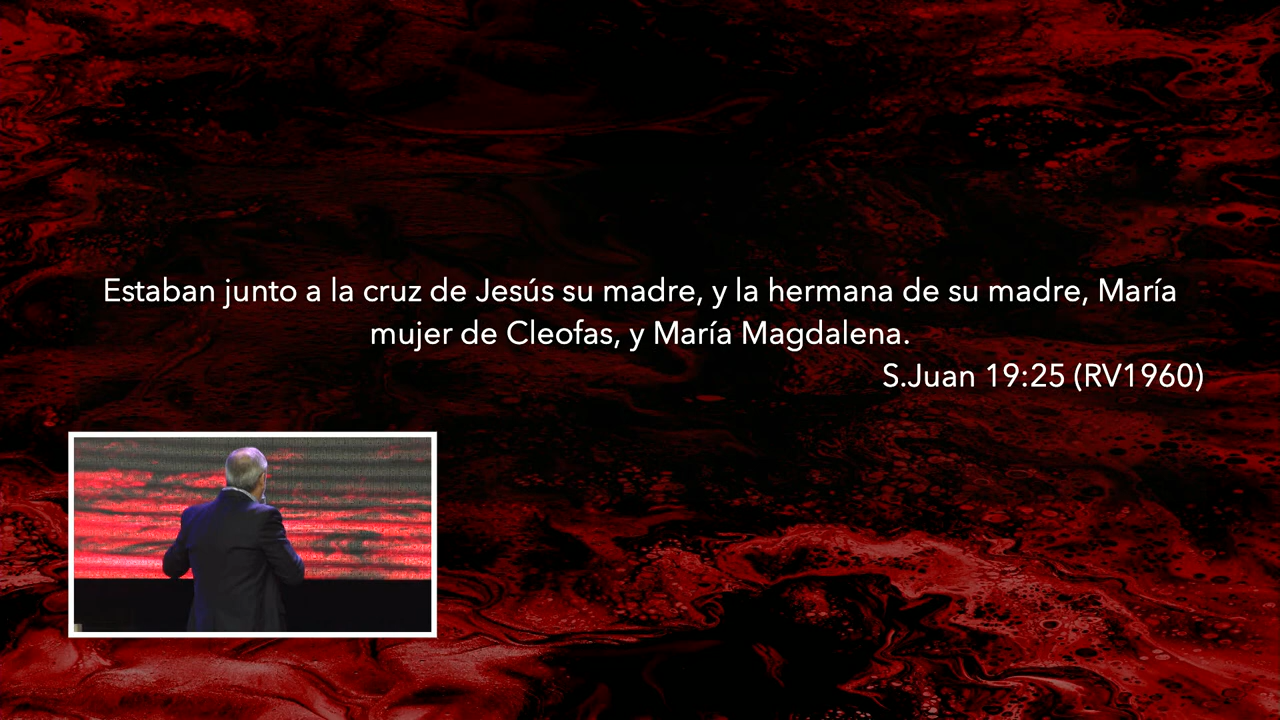 Estaban junto a la cruz de Jesús su madre, y la hermana de su madre, María
mujer de Cleofas, y María Magdalena.
S.Juan 19:25 (RV1960)